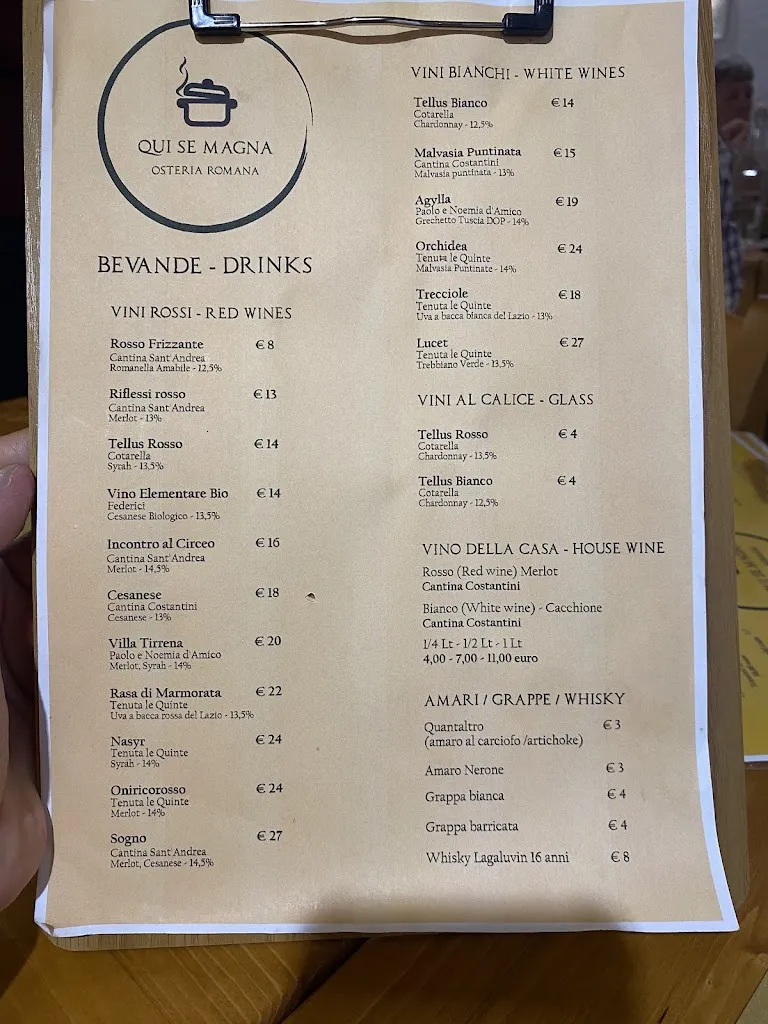 QUI SE MAGNA
OSTERIA ROMANA
BEVANDE - DRINKS
VINI ROSSI - RED WINES
Rosso Frizzante € 8
Cantina Sant'Andrea
Romanella Amabile - 12,5%
Riflessi rosso € 13
Cantina Sant'Andrea
Merlot - 13%
Tellus Rosso € 14
Cotarella
Syrah - 13,5%
Vino Elementare Bio € 14
Federici
Cesanese Biologico - 13,5%
Incontro al Circeo € 16
Cantina Sant'Andrea
Merlot - 14,5%
Cesanese € 18
Cantina Costantini
Cesanese - 13%
Villa Tirrena € 20
Paolo e Noemia d'Amico
Merlot, Syrah - 14%
Rasa di Marmorata € 22
Tenuta le Quinte
Uva a bacca rossa del Lazio - 13,5%
Nasyr € 24
Tenuta le Quinte
Syrah - 14%
Oniricorosso € 24
Tenuta le Quinte
Merlot - 14%
Sogno € 27
Cantina Sant'Andrea
Merlot, Cesanese - 14,5%
VINI BIANCHI - WHITE WINES
Tellus Bianco € 14
Cotarella
Chardonnay - 12,5%
Malvasia Puntinata € 15
Cantina Costantini
Malvasia puntinata - 13%
Agylla € 19
Paolo e Noemia d'Amico
Grechetto Tuscia DOP - 14%
Orchidea € 24
Tenuta le Quinte
Malvasia Puntinate - 14%
Trecciole € 18
Tenuta le Quinte
Uva a bacca bianca del Lazio - 13%
Lucet € 27
Tenuta le Quinte
Trebbiano Verde - 13,5%
VINI AL CALICE - GLASS
Tellus Rosso € 4
Cotarella
Chardonnay - 13,5%
Tellus Bianco € 4
Cotarella
Chardonnay - 12,5%
VINO DELLA CASA - HOUSE WINE
Rosso (Red wine) Merlot
Cantina Costantini
Bianco (White wine) - Cacchione
Cantina Costantini
1/4 Lt - 1/2 Lt - 1 Lt
4,00 - 7,00 - 11,00 euro
AMARI / GRAPPE / WHISKY
Quantaltro € 3
(amaro al carciofo /artichoke)
Amaro Nerone € 3
Grappa bianca € 4
Grappa barricata € 4
Whisky Lagaluvin 16 anni € 8